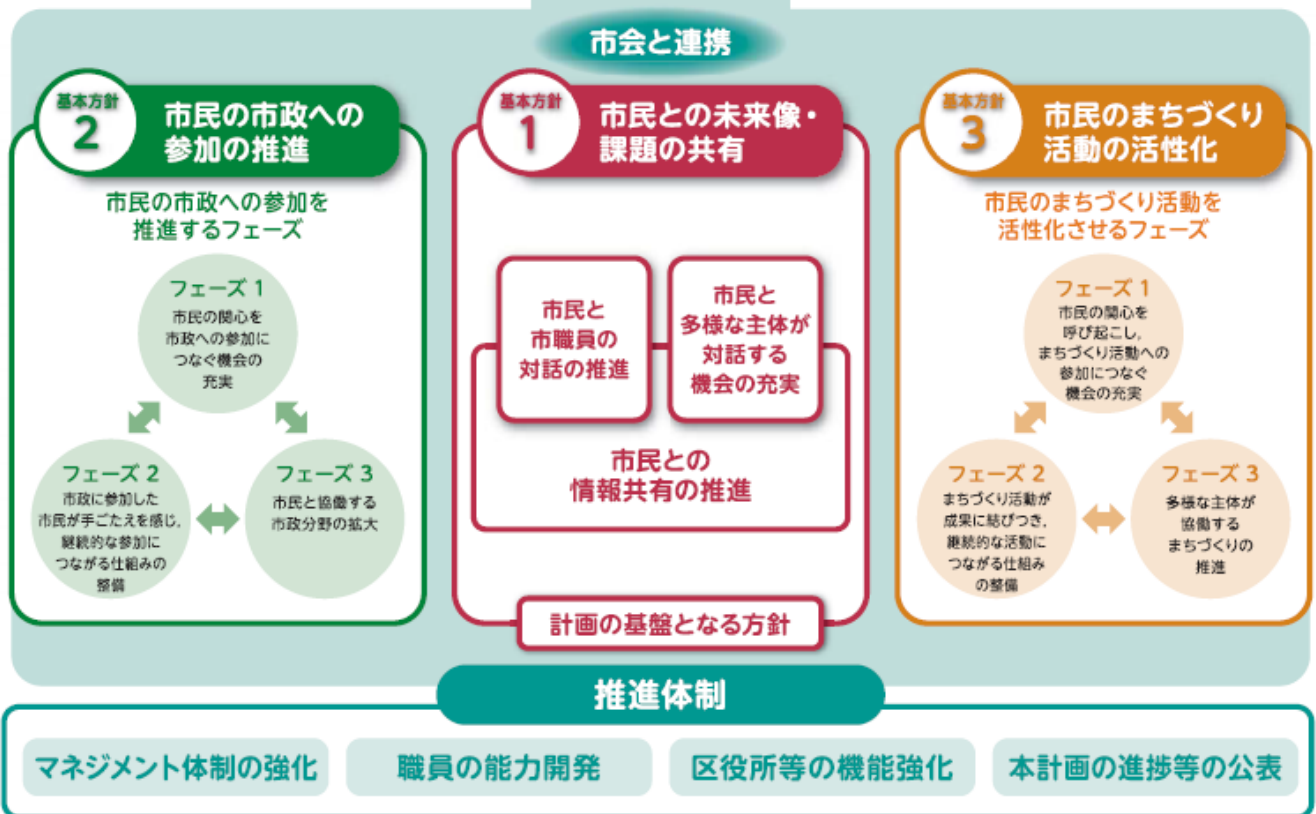 市会と連携
基本方針
2
市民の市政への
参加の推進
市民の市政への参加を
推進するフェーズ
フェーズ 1
市民の関心を
市政への参加に
つなぐ機会の
充実
フェーズ 2
市政に参加した
市民が手ごたえを感じ,
継続的な参加に
つながる仕組みの
整備
フェーズ 3
市民と協働する
市政分野の拡大
基本方針
1
市民との未来像・
課題の共有
市民と
市職員の
対話の推進
市民と
多様な主体が
対話する
機会の充実
市民との
情報共有の推進
計画の基盤となる方針
基本方針
3
市民のまちづくり
活動の活性化
市民のまちづくり活動を
活性化させるフェーズ
フェーズ 1
市民の関心を
呼び起こし,
まちづくり活動への
参加につなぐ
機会の充実
フェーズ 2
まちづくり活動が
成果に結びつき,
継続的な活動に
つながる仕組み
の整備
フェーズ 3
多様な主体が
協働する
まちづくりの
推進
推進体制
マネジメント体制の強化
職員の能力開発
区役所等の機能強化
本計画の進捗等の公表